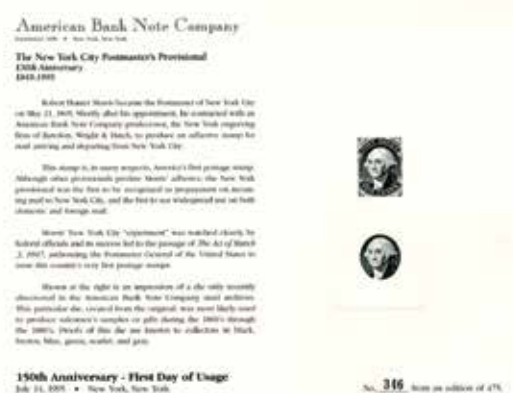 American Bank Note Company
The New York City Postmaster's Provisional
150th Anniversary
1845-1995
Robert Hunter Morris became the Postmaster of New York City
on May 21, 1845. Shortly after his appointment, he contracted with an
American Bank Note Company predecessor, the New York engraving
firm of Rawdon, Wright & Hatch, to produce an adhesive stamp for
mail arriving and departing from New York City.
This stamp is, in many respects, America's first postage stamp.
Although other provisionals predate Morris' adhesive, the New York
provisional was the first to be recognized as prepayment on incom-
ing mail to New York City, and the first to see widespread use on both
domestic and foreign mail.
Morris' New York City "experiment" was watched closely by
federal officials and its success led to the passage of The Act of March
3, 1847, authorizing the Postmaster General of the United States to
issue this country's very first postage stamps.
Shown at the right is an impression of a die only recently
discovered in the American Bank Note Company steel archives.
This particular die, created from the original, was most likely used
to produce salesmen's samples or gifts during the 1860's through
the 1880's. Proofs of this die are known to collectors in black,
brown, blue, green, scarlet, and gray.
150th Anniversary - First Day of Usage
July 14, 1995 • New York, New York
No. 346 from an edition of 475.